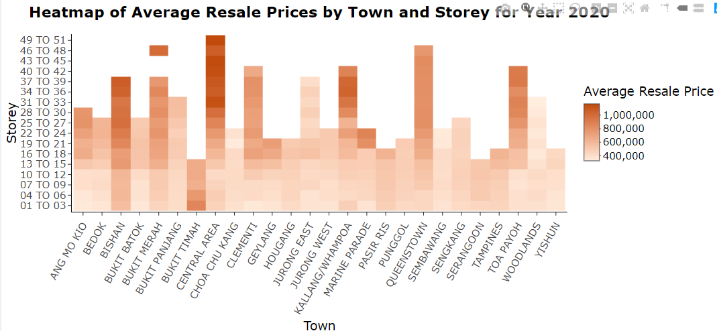 Heatmap of Average Resale Prices by Town and Storey for Year 2020
Storey
49 TO 51
46 TO 48
43 TO 45
40 TO 42
37 TO 39
34 TO 36
31 TO 33
28 TO 30
25 TO 27
22 TO 24
19 TO 21
16 TO 18
13 TO 15
10 TO 12
07 TO 09
04 TO 06
01 TO 03
ANG MO KIO
BEDOK
BISHAN
BUKIT BATOK
BUKIT MERAH
BUKIT PANJANG
BUKIT TIMAH
CENTRAL AREA
CHOA CHU KANG
CLEMENTI
GEYLANG
HOUGANG
JURONG EAST
JURONG WEST
KALLANG/WHAMPOA
MARINE PARADE
PASIR RIS
PUNGGOL
QUEENSTOWN
SEMBAWANG
SENGKANG
SERANGOON
TAMPINES
TOA PAYOH
WOODLANDS
YISHUN
Town
Average Resale Price
1,000,000
800,000
600,000
400,000